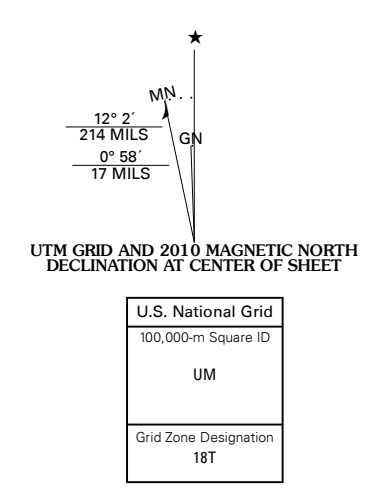 ★
MN
12° 2´
214 MILS
GN
0° 58´
17 MILS
UTM GRID AND 2010 MAGNETIC NORTH
DECLINATION AT CENTER OF SHEET
U.S. National Grid
100,000-m Square ID
UM
Grid Zone Designation
18T